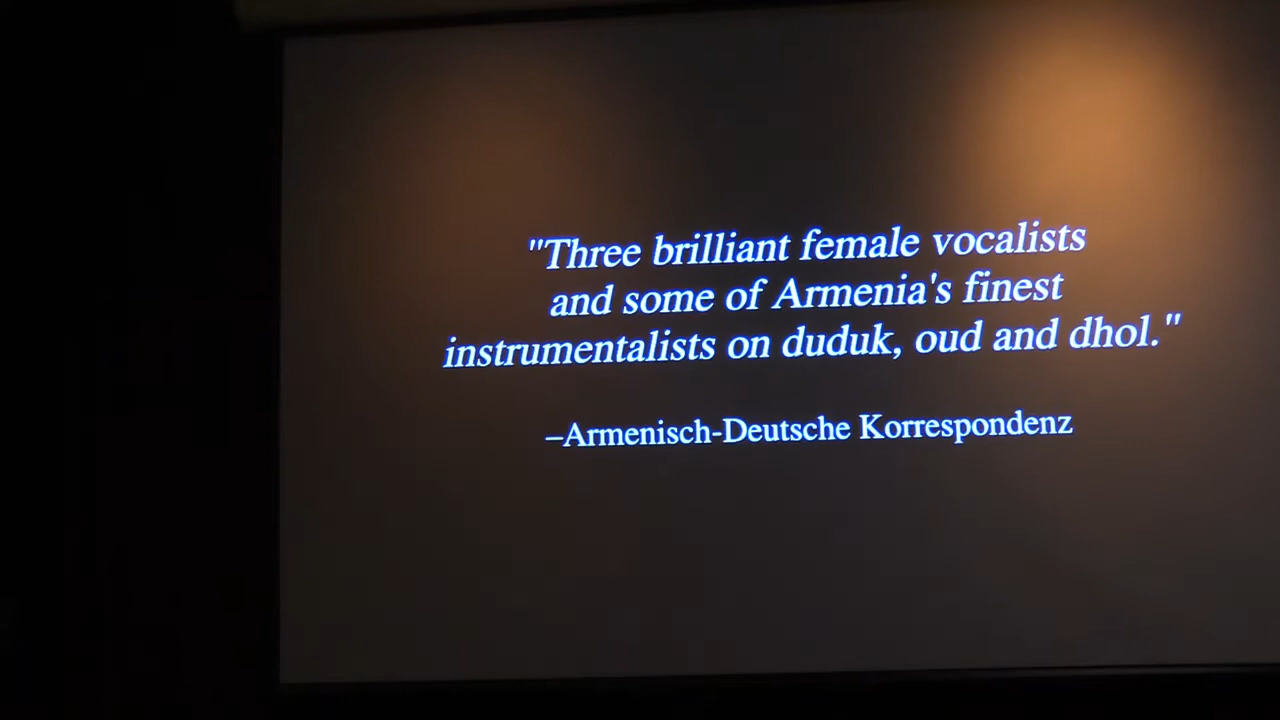 "Three brilliant female vocalists
and some of Armenia's finest
instrumentalists on duduk, oud and dhol."
–Armenisch-Deutsche Korrespondenz